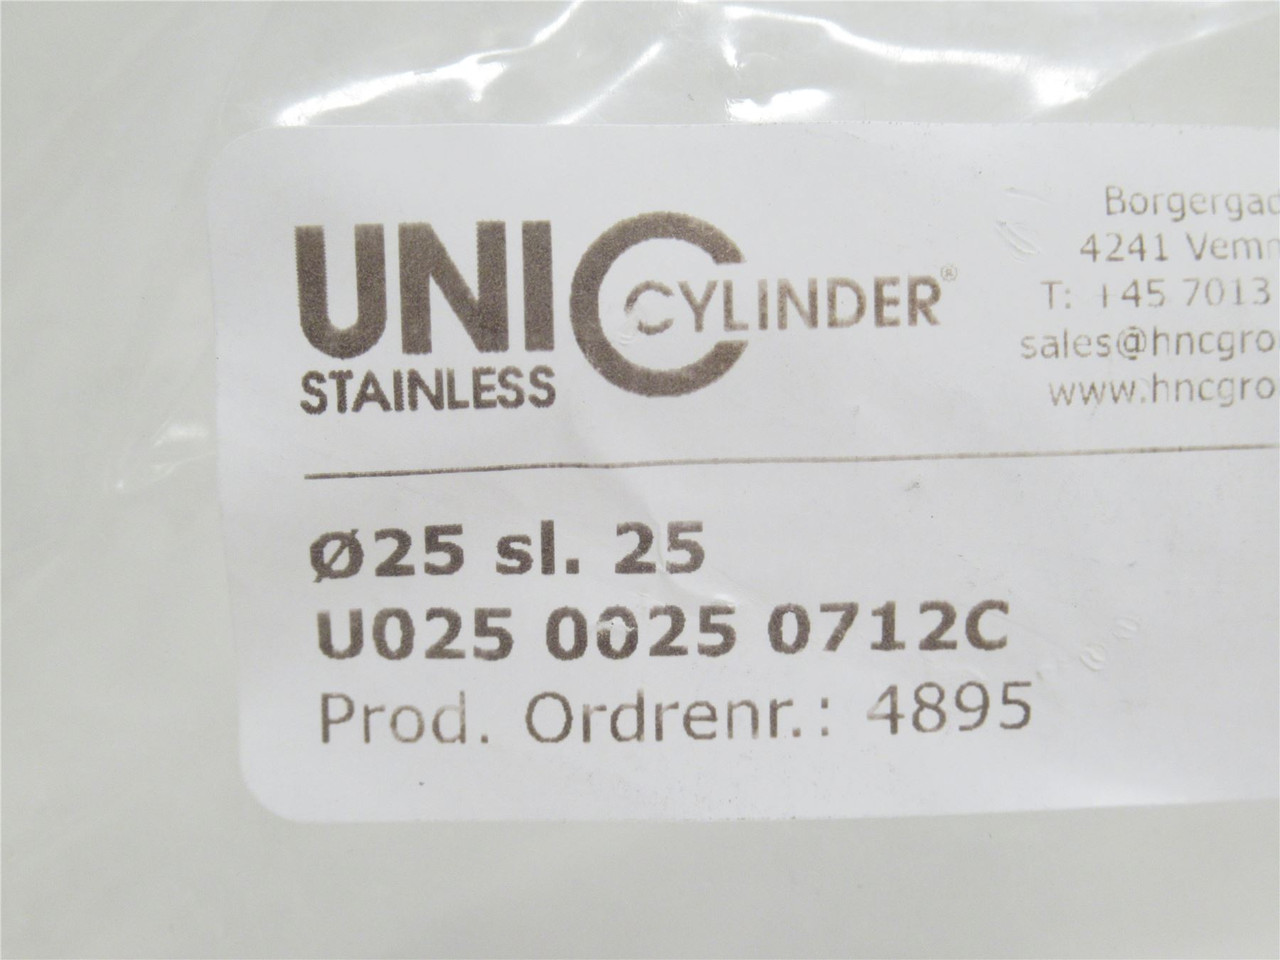 UNI CYLINDER®
STAINLESS
Borgergad
4241 Vemm
T: +45 7013
sales@hncgro
www.hncgro
Ø25 sl. 25
U025 0025 0712C
Prod. Ordrenr.: 4895